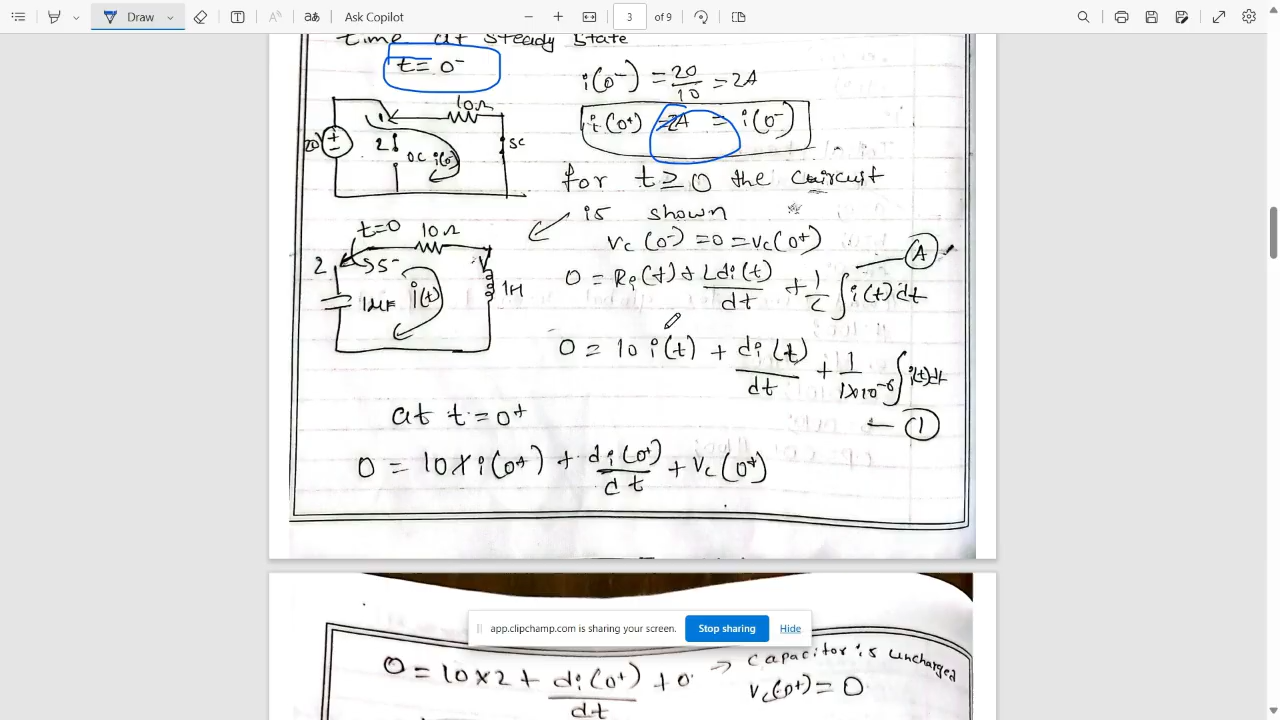 Draw
Ask Copilot
3 of 9
time at steady state
t = 0⁻
i(0⁻) = 20/10 = 2A
i(0⁺) = 2A = i(0⁻)
10Ω
1
20V
+
-
2
OC
i(0⁻)
SC
for t ≥ 0 the circuit
is shown
Vc (0⁻) = 0 = Vc(0⁺)
t=0
10Ω
2
1μF
i(t)
1H
0 = Ri(t) + Ldi(t)/dt + 1/C ∫ i(t)dt
A
0 = 10 i(t) + di(t)/dt + 1/1×10⁻⁶ ∫ i(t)dt
← 1
at t = 0⁺
0 = 10 × i(0⁺) + di(0⁺)/dt + Vc(0⁺)
app.clipchamp.com is sharing your screen.
Stop sharing
Hide
0 = 10×2 + di(0⁺)/dt + 0
→ capacitor is uncharged
Vc(0⁺) = 0